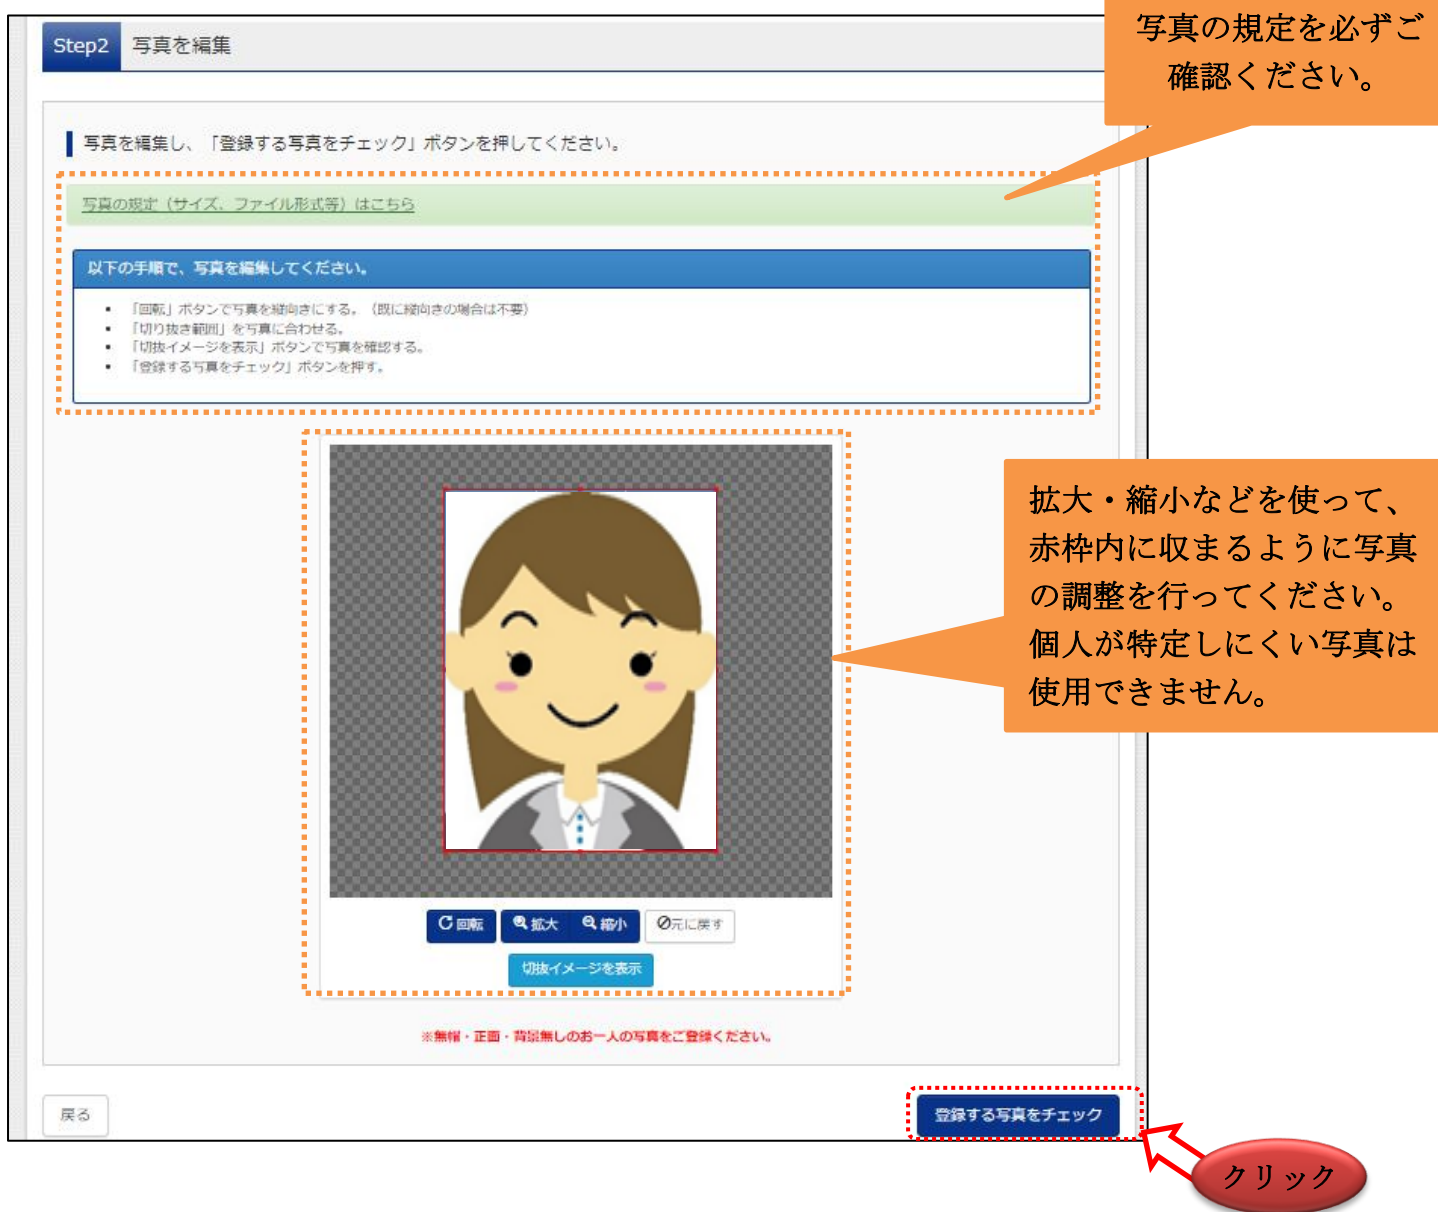 写真の規定を必ずご
確認ください。
Step2 写真を編集
写真を編集し、「登録する写真をチェック」ボタンを押してください。
写真の規定（サイズ、ファイル形式等）はこちら
以下の手順で、写真を編集してください。
▪ 「回転」ボタンで写真を縦向きにする。（既に縦向きの場合は不要）
▪ 「切り抜き範囲」を写真に合わせる。
▪ 「切抜イメージを表示」ボタンで写真を確認する。
▪ 「登録する写真をチェック」ボタンを押す。
拡大・縮小などを使って、
赤枠内に収まるように写真
の調整を行ってください。
個人が特定しにくい写真は
使用できません。
回転 拡大 縮小 元に戻す
切抜イメージを表示
※無帽・正面・背景無しのお一人の写真をご登録ください。
戻る 登録する写真をチェック
クリック